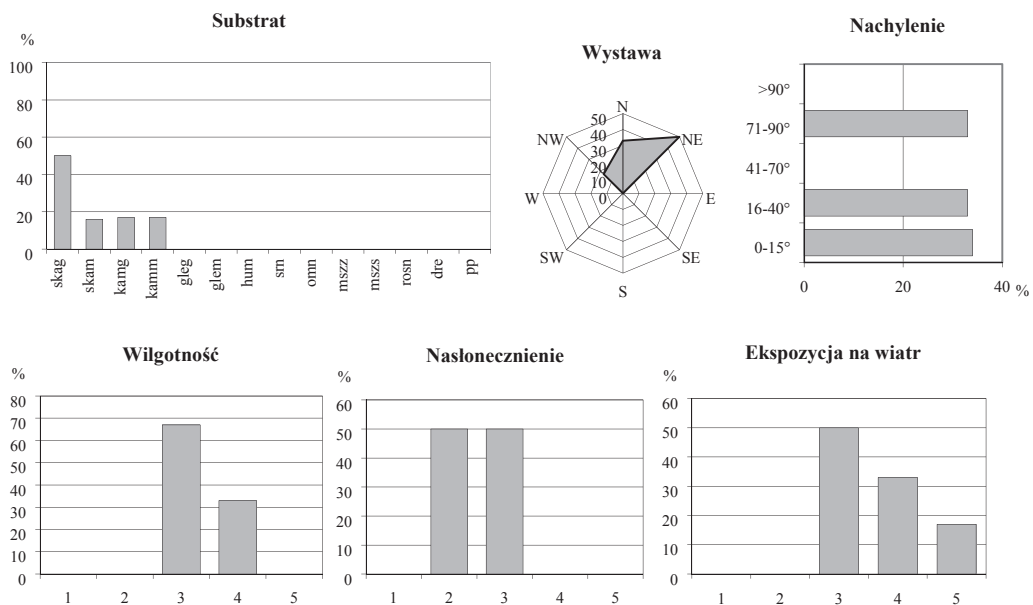 Substrat
%
100
80
60
40
20
0
skag
skam
kamg
kamm
gleg
glem
hum
srn
omn
mszz
mszs
rosn
dre
pp
Wystawa
N
NE
E
SE
S
SW
W
NW
50
40
30
20
10
0
Nachylenie
>90°
71-90°
41-70°
16-40°
0-15°
0 20 40 %
Wilgotność
%
80
70
60
50
40
30
20
10
0
1 2 3 4 5
Nasłonecznienie
%
60
50
40
30
20
10
0
1 2 3 4 5
Ekspozycja na wiatr
%
60
50
40
30
20
10
0
1 2 3 4 5